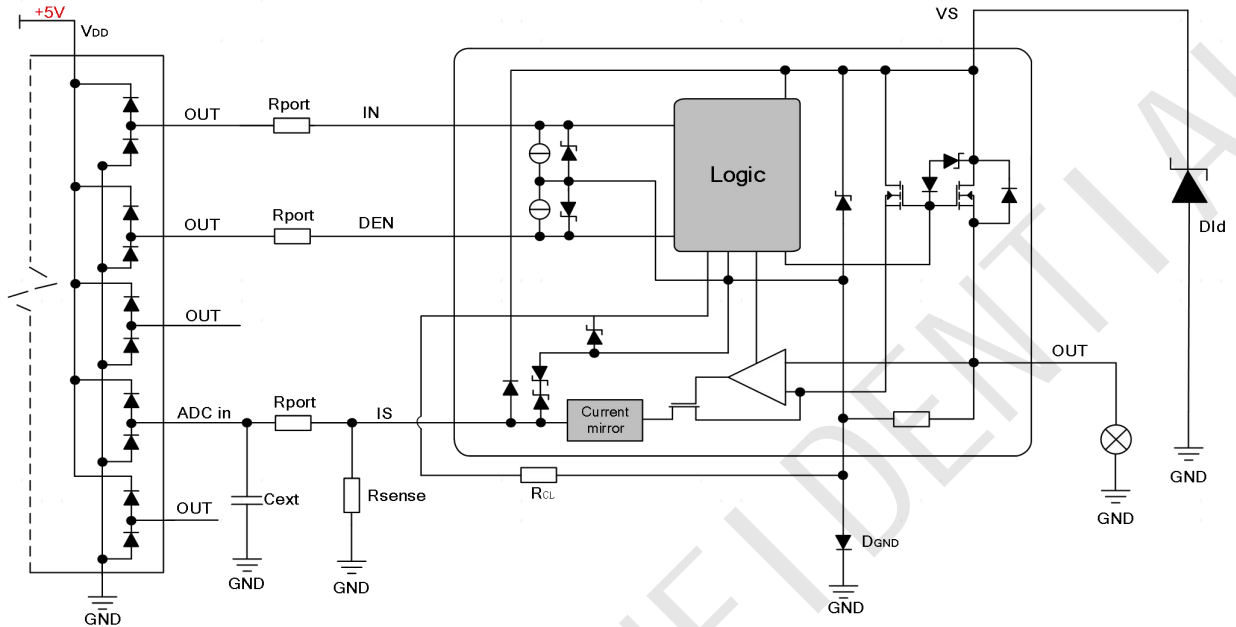 +5V
VDD
VS
OUT
Rport
IN
Logic
OUT
Rport
DEN
Dld
OUT
OUT
ADC in
Rport
IS
Current
mirror
GND
OUT
Cext
Rsense
RCL
GND
DGND
GND
GND
GND
GND
FIDENTIAL